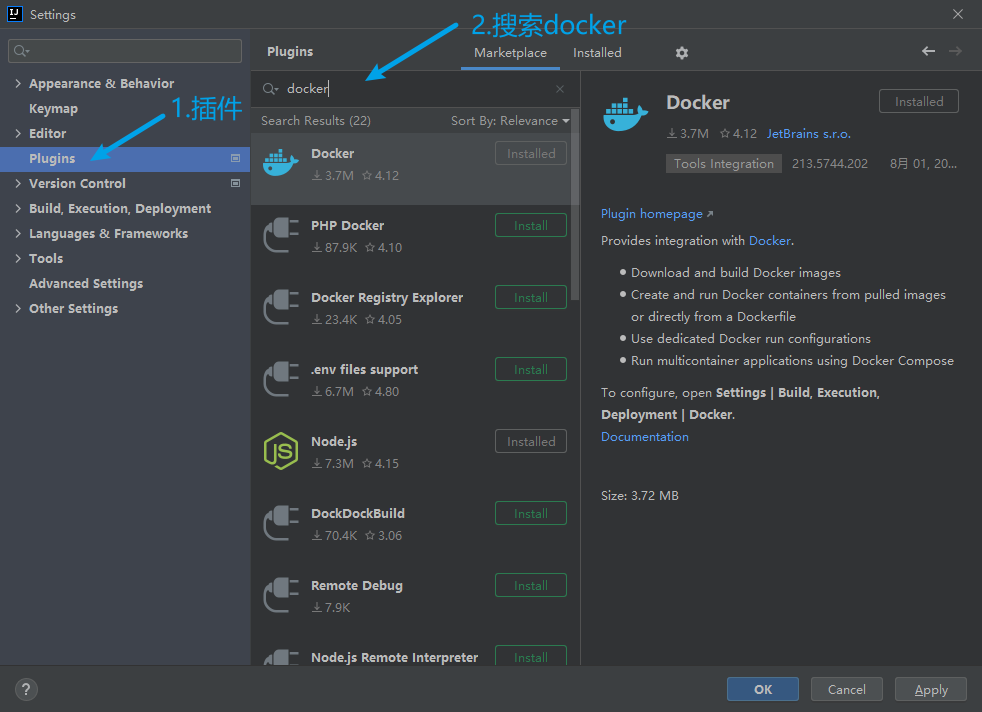 Settings
2.搜索docker
Plugins
Marketplace
Installed
docker
1.插件
Appearance & Behavior
Keymap
Editor
Plugins
Version Control
Build, Execution, Deployment
Languages & Frameworks
Tools
Advanced Settings
Other Settings
Search Results (22)
Sort By: Relevance
Docker
Installed
3.7M 4.12
PHP Docker
Install
87.9K 4.10
Docker Registry Explorer
Install
23.4K 4.05
.env files support
Install
6.7M 4.80
Node.js
Installed
7.3M 4.15
DockDockBuild
Install
70.4K 3.06
Remote Debug
Install
7.9K
Node.js Remote Interpreter
Install
Docker
Installed
3.7M 4.12 JetBrains s.r.o.
Tools Integration 213.5744.202 8月 01, 20...
Plugin homepage
Provides integration with Docker.
Download and build Docker images
Create and run Docker containers from pulled images
or directly from a Dockerfile
Use dedicated Docker run configurations
Run multicontainer applications using Docker Compose
To configure, open Settings | Build, Execution,
Deployment | Docker.
Documentation
Size: 3.72 MB
?
OK
Cancel
Apply